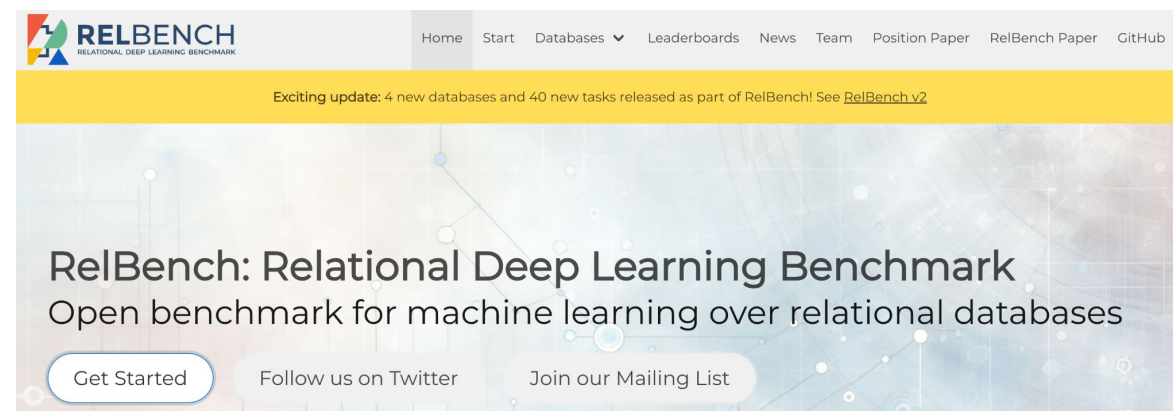 RELBENCH
RELATIONAL DEEP LEARNING BENCHMARK
Home Start Databases Leaderboards News Team Position Paper RelBench Paper GitHub
Exciting update: 4 new databases and 40 new tasks released as part of RelBench! See RelBench v2
RelBench: Relational Deep Learning Benchmark
Open benchmark for machine learning over relational databases
Get Started Follow us on Twitter Join our Mailing List